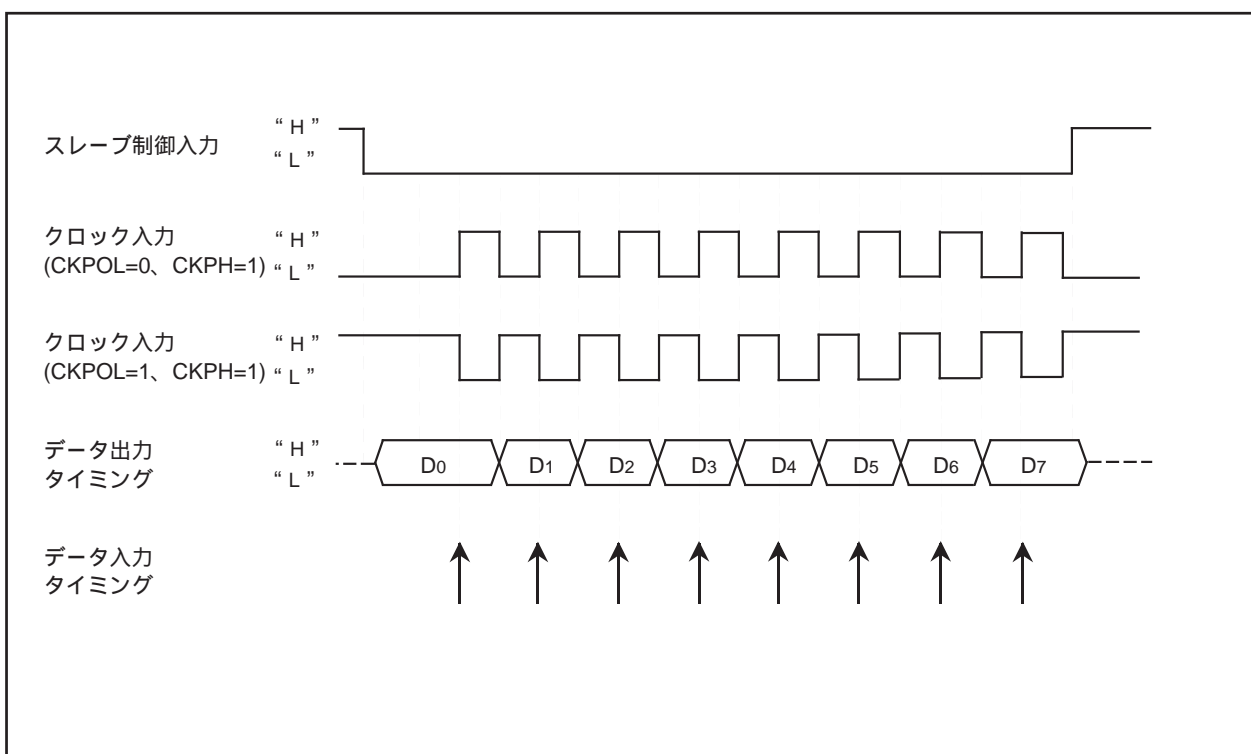 スレーブ制御入力
“ H ”
“ L ”
クロック入力
(CKPOL=0、CKPH=1)
“ H ”
“ L ”
クロック入力
(CKPOL=1、CKPH=1)
“ H ”
“ L ”
データ出力
タイミング
“ H ”
“ L ”
D0 D1 D2 D3 D4 D5 D6 D7
データ入力
タイミング